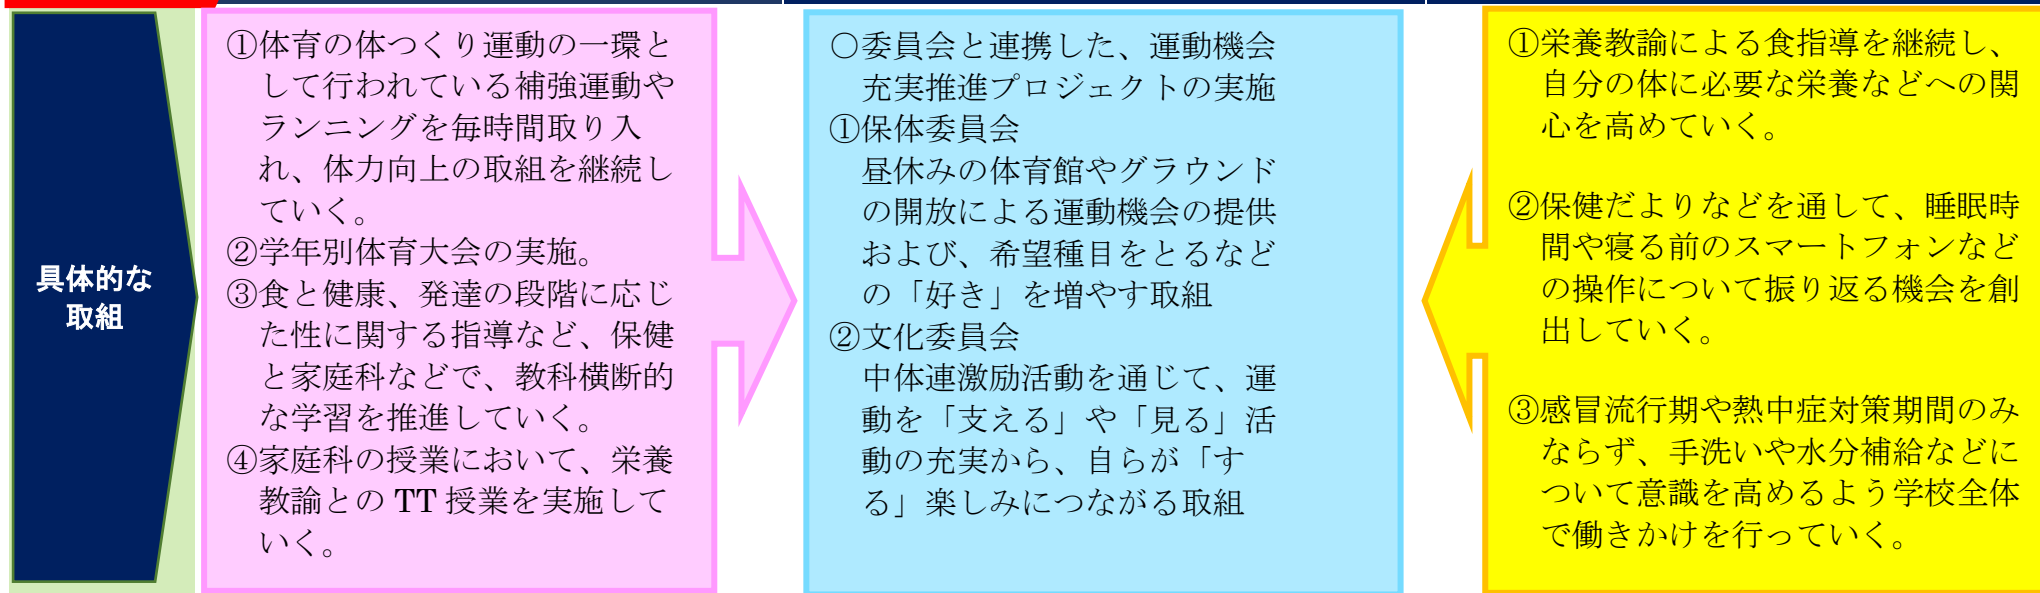 具体的な
取組
①体育の体つくり運動の一環と
して行われている補強運動や
ランニングを毎時間取り入
れ、体力向上の取組を継続し
ていく。
②学年別体育大会の実施。
③食と健康、発達の段階に応じ
た性に関する指導など、保健
と家庭科などで、教科横断的
な学習を推進していく。
④家庭科の授業において、栄養
教諭との TT 授業を実施して
いく。
〇委員会と連携した、運動機会
充実推進プロジェクトの実施
①保体委員会
昼休みの体育館やグラウンド
の開放による運動機会の提供
および、希望種目をとるなど
の「好き」を増やす取組
②文化委員会
中体連激励活動を通じて、運
動を「支える」や「見る」活
動の充実から、自らが「す
る」楽しみにつながる取組
①栄養教諭による食指導を継続し、
自分の体に必要な栄養などへの関
心を高めていく。
②保健だよりなどを通して、睡眠時
間や寝る前のスマートフォンなど
の操作について振り返る機会を創
出していく。
③感冒流行期や熱中症対策期間のみ
ならず、手洗いや水分補給などに
ついて意識を高めるよう学校全体
で働きかけを行っていく。